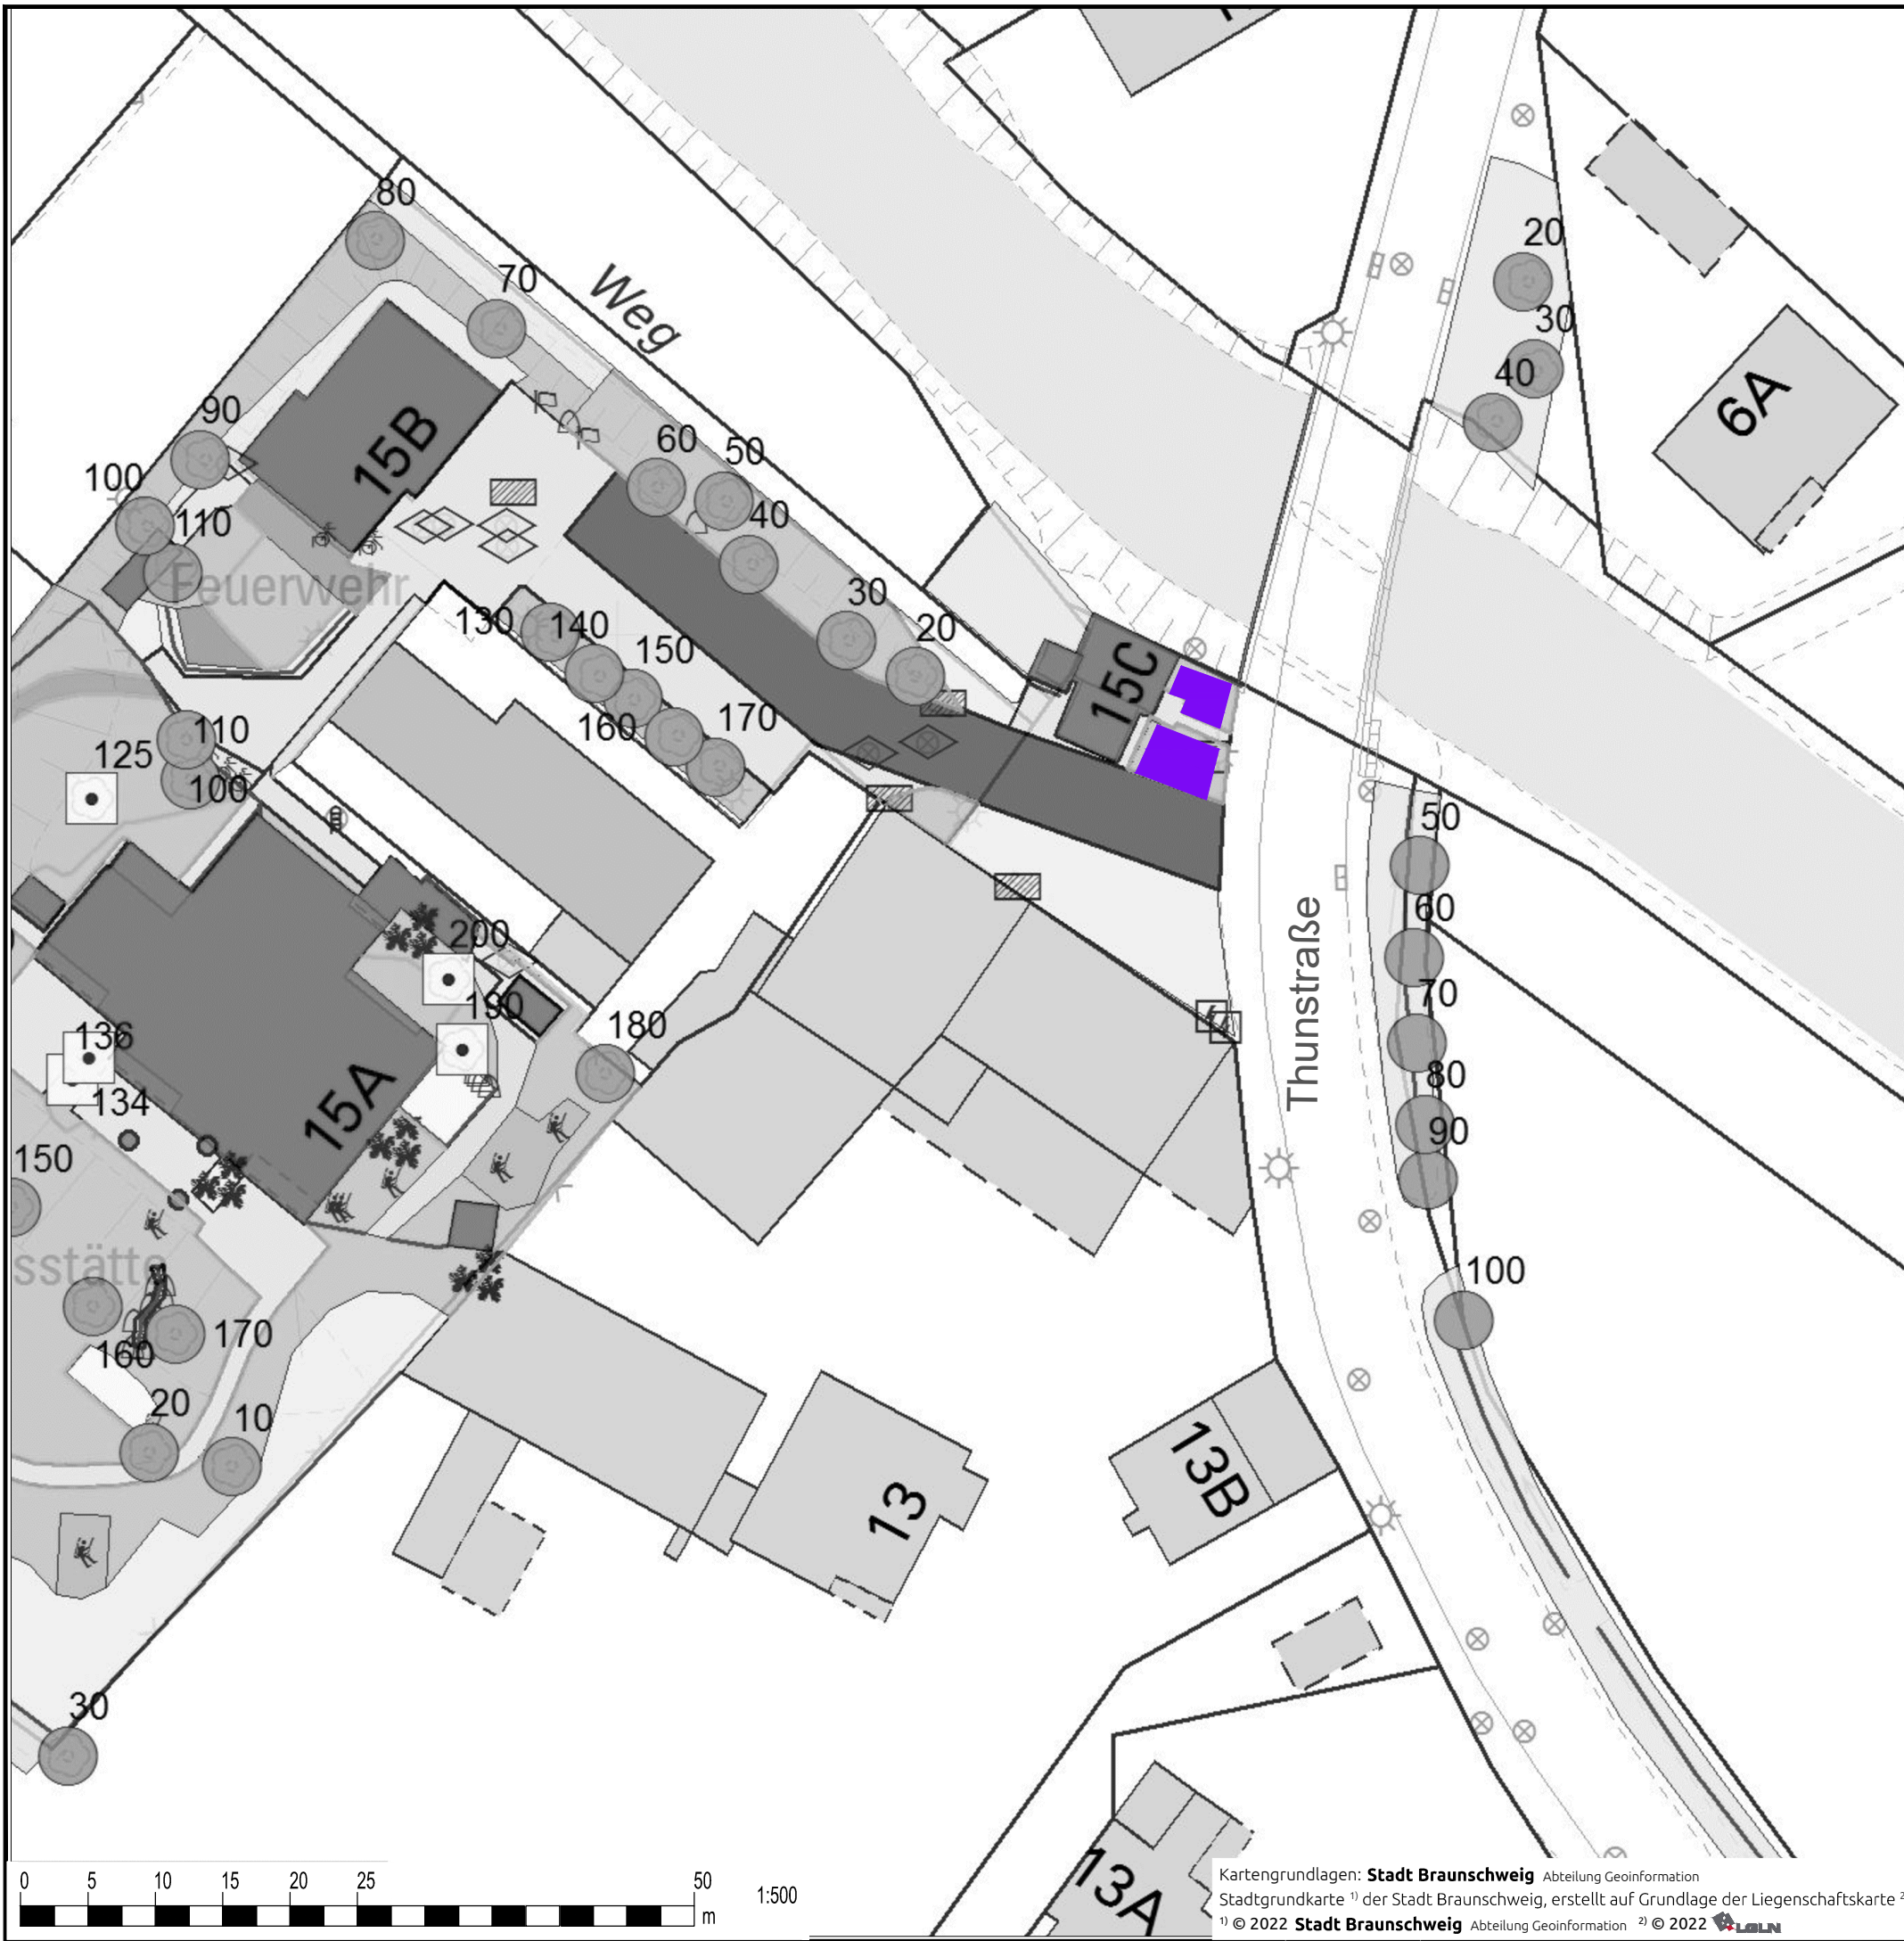 80
20
70
Weg
30
40
6A
90
15B
60
50
100
40
110
Feuerwehr
30
130
140
20
150
15C
160
170
110
125
100
50
60
200
Thunstraße
190
70
180
136
80
134
15A
90
150
sstätte
100
170
160
20
10
13
13B
30
13A
0 5 10 15 20 25 50
m
1:500
Kartengrundlagen: Stadt Braunschweig Abteilung Geoinformation
Stadtgrundkarte 1) der Stadt Braunschweig, erstellt auf Grundlage der Liegenschaftskarte 2
1) © 2022 Stadt Braunschweig Abteilung Geoinformation 2) © 2022 LGLN